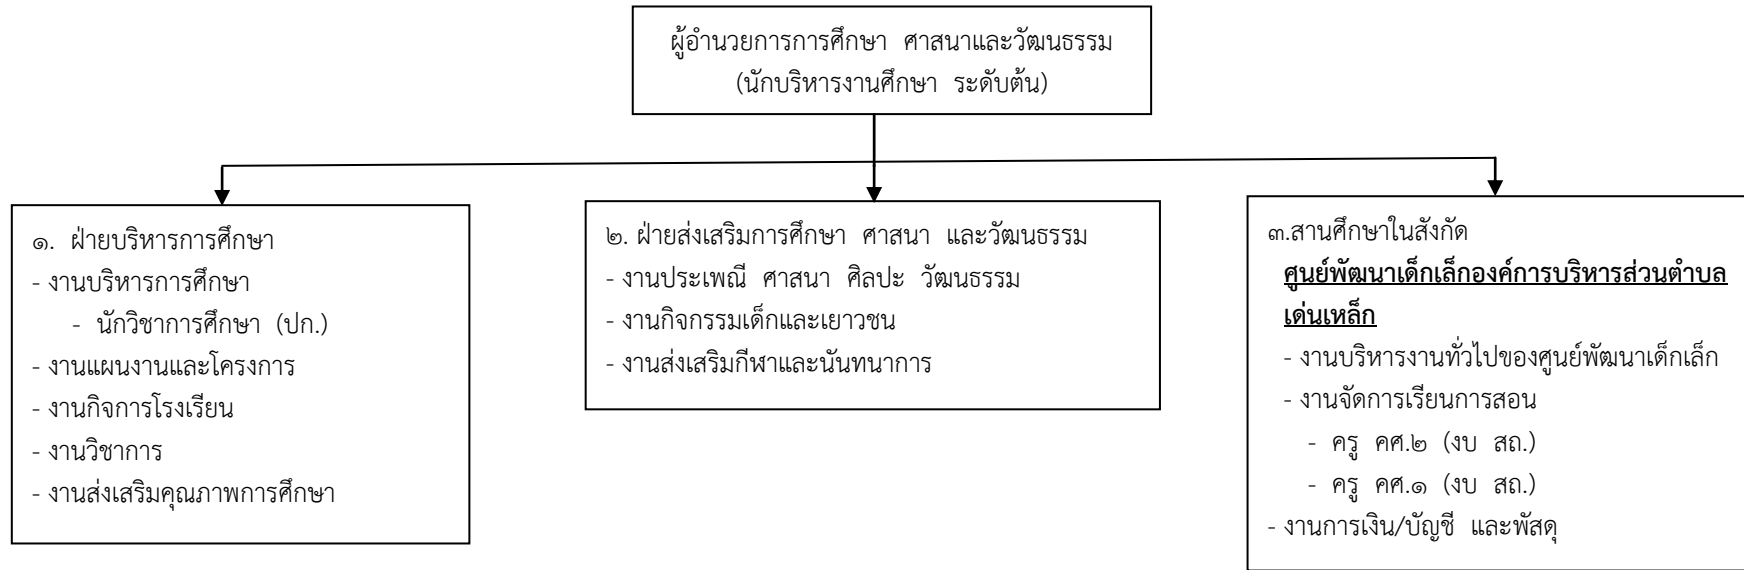 ผู้อำนวยการการศึกษา ศาสนาและวัฒนธรรม
(นักบริหารงานศึกษา ระดับต้น)
๑. ฝ่ายบริหารการศึกษา
- งานบริหารการศึกษา
- นักวิชาการศึกษา (ปก.)
- งานแผนงานและโครงการ
- งานกิจการโรงเรียน
- งานวิชาการ
- งานส่งเสริมคุณภาพการศึกษา
๒. ฝ่ายส่งเสริมการศึกษา ศาสนา และวัฒนธรรม
- งานประเพณี ศาสนา ศิลปะ วัฒนธรรม
- งานกิจกรรมเด็กและเยาวชน
- งานส่งเสริมกีฬาและนันทนาการ
๓.สานศึกษาในสังกัด
ศูนย์พัฒนาเด็กเล็กองค์การบริหารส่วนตำบล
เด่นเหล็ก
- งานบริหารงานทั่วไปของศูนย์พัฒนาเด็กเล็ก
- งานจัดการเรียนการสอน
- ครู คศ.๒ (งบ สถ.)
- ครู คศ.๑ (งบ สถ.)
- งานการเงิน/บัญชี และพัสดุ